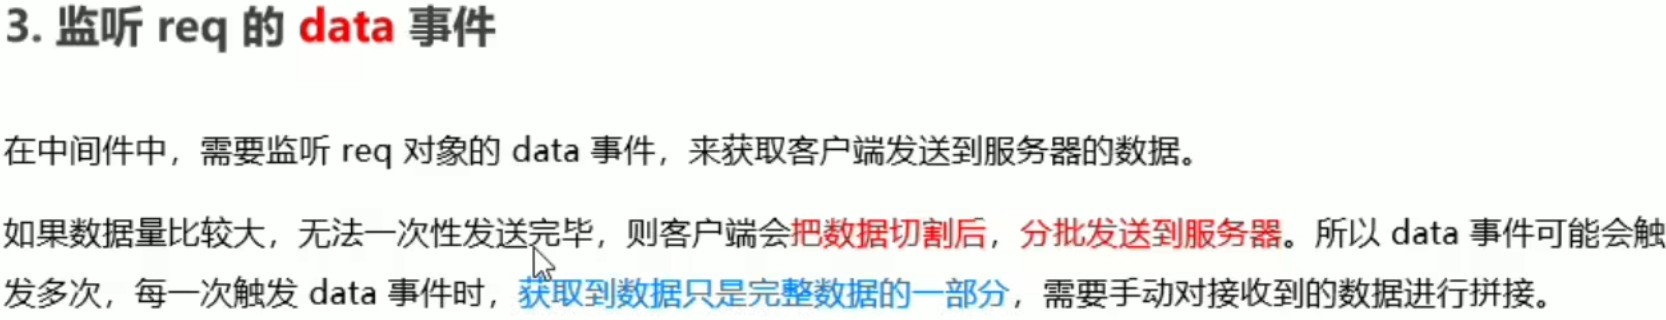 3. 监听 req 的 data 事件
在中间件中，需要监听 req 对象的 data 事件，来获取客户端发送到服务器的数据。
如果数据量比较大，无法一次性发送完毕，则客户端会把数据切割后，分批发送到服务器。所以 data 事件可能会触
发多次，每一次触发 data 事件时，获取到数据只是完整数据的一部分，需要手动对接收到的数据进行拼接。